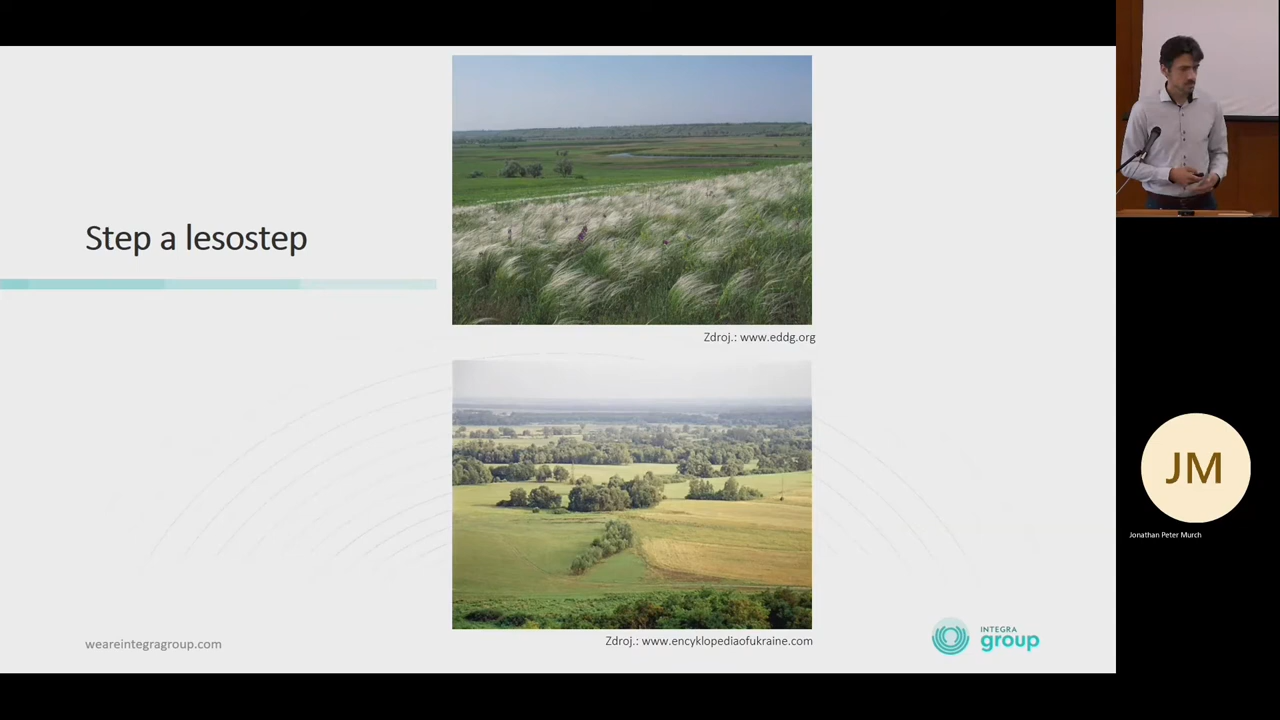 Step a lesostep
Zdroj.: www.eddg.org
Zdroj.: www.encyklopediaofukraine.com
weareintegragroup.com
INTEGRA
group
JM
Jonathan Peter Murch